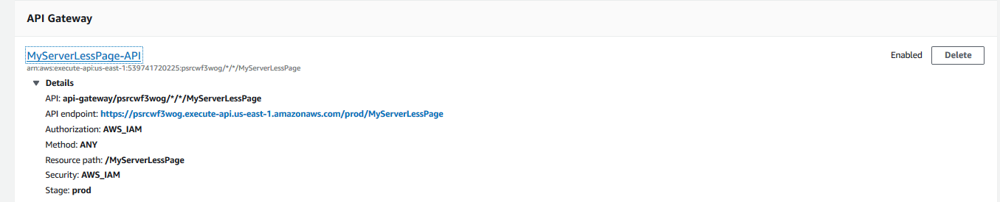 API Gateway
MyServerLessPage-API
Enabled
Delete
arn:aws:execute-api:us-east-1:539741720225:psrcwf3wog/*/*/MyServerLessPage
Details
API: api-gateway/psrcwf3wog/*/*/MyServerLessPage
API endpoint: https://psrcwf3wog.execute-api.us-east-1.amazonaws.com/prod/MyServerLessPage
Authorization: AWS_IAM
Method: ANY
Resource path: /MyServerLessPage
Security: AWS_IAM
Stage: prod